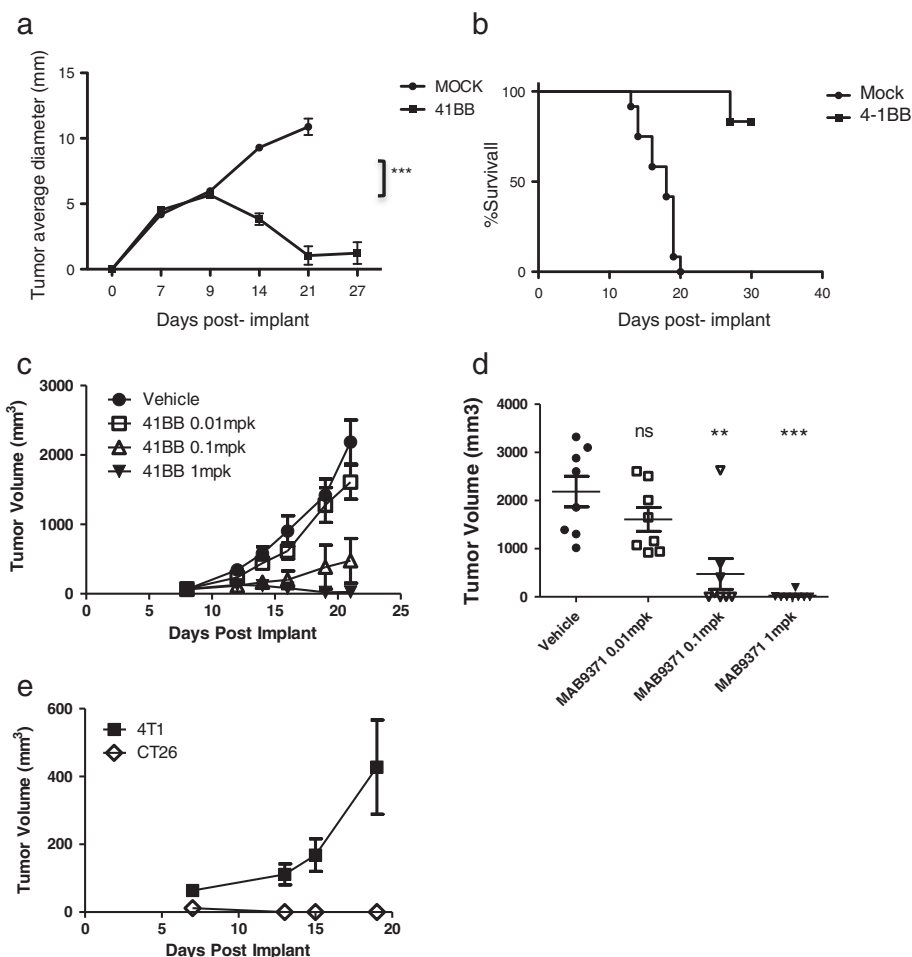 a
Tumor average diameter (mm)
15
10
5
0
0 7 9 14 21 27
Days post- implant
MOCK
41BB
***
b
%Survivall
100
50
0
0 10 20 30 40
Days post-implant
Mock
4-1BB
c
Tumor Volume (mm³)
3000
2000
1000
0
0 5 10 15 20 25
Days Post Implant
Vehicle
41BB 0.01mpk
41BB 0.1mpk
41BB 1mpk
d
Tumor Volume (mm3)
4000
3000
2000
1000
0
ns ** ***
Vehicle
MAB9371 0.01mpk
MAB9371 0.1mpk
MAB9371 1mpk
e
Tumor Volume (mm³)
600
400
200
0
0 5 10 15 20
Days Post Implant
4T1
CT26